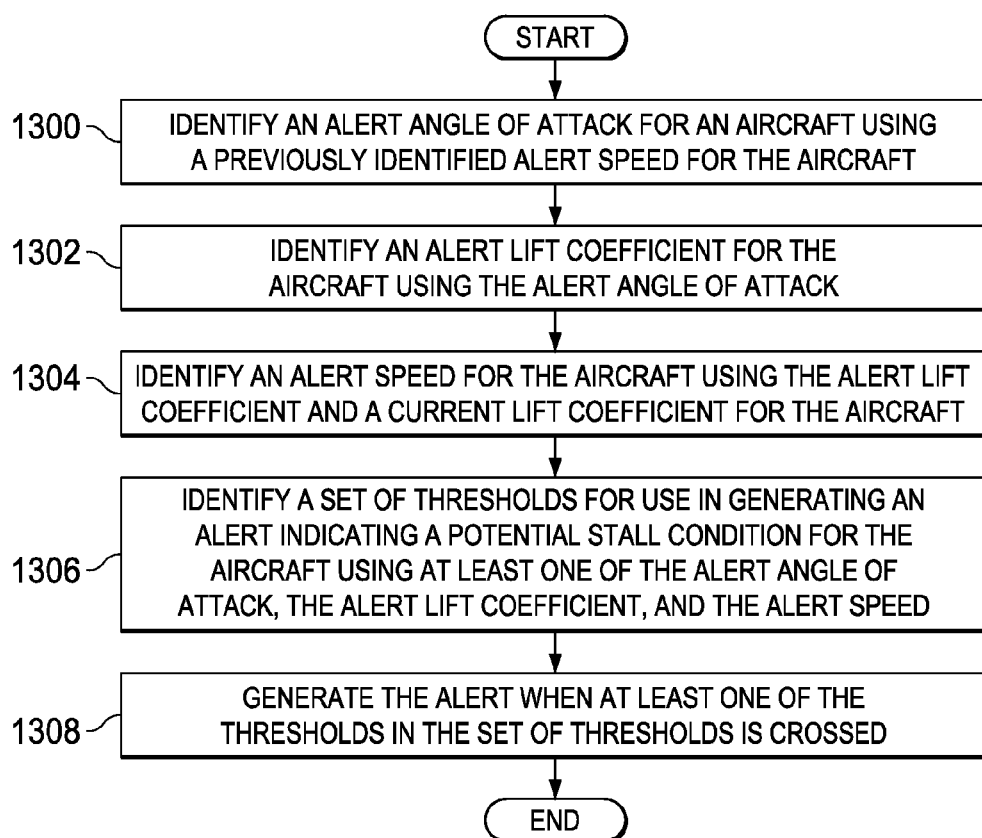 START
1300
IDENTIFY AN ALERT ANGLE OF ATTACK FOR AN AIRCRAFT USING
A PREVIOUSLY IDENTIFIED ALERT SPEED FOR THE AIRCRAFT
1302
IDENTIFY AN ALERT LIFT COEFFICIENT FOR THE
AIRCRAFT USING THE ALERT ANGLE OF ATTACK
1304
IDENTIFY AN ALERT SPEED FOR THE AIRCRAFT USING THE ALERT LIFT
COEFFICIENT AND A CURRENT LIFT COEFFICIENT FOR THE AIRCRAFT
1306
IDENTIFY A SET OF THRESHOLDS FOR USE IN GENERATING AN
ALERT INDICATING A POTENTIAL STALL CONDITION FOR THE
AIRCRAFT USING AT LEAST ONE OF THE ALERT ANGLE OF
ATTACK, THE ALERT LIFT COEFFICIENT, AND THE ALERT SPEED
1308
GENERATE THE ALERT WHEN AT LEAST ONE OF THE
THRESHOLDS IN THE SET OF THRESHOLDS IS CROSSED
END